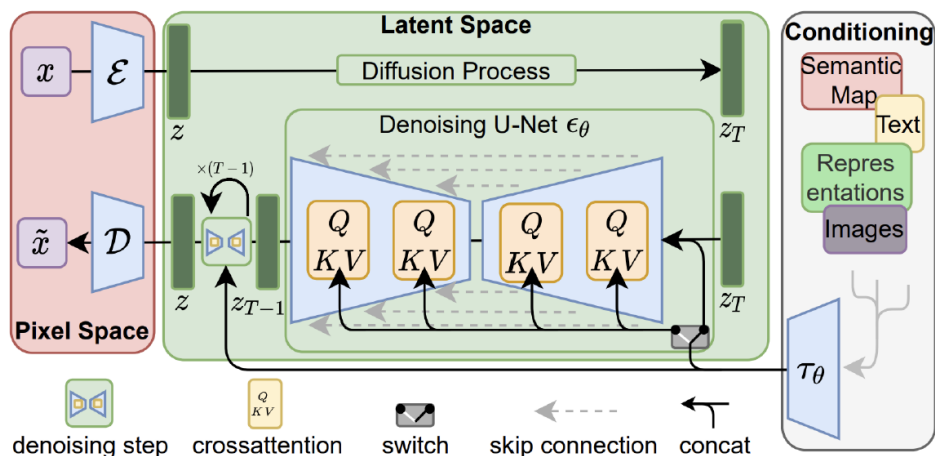 Latent Space
Conditioning
x
ℰ
Diffusion Process
Semantic
Map
Text
z
z_T
Denoising U-Net ϵ_θ
×(T−1)
Repres
entations
Images
x̃
𝒟
Q
KV
Q
KV
Q
KV
Q
KV
z
z_{T−1}
z_T
Pixel Space
τ_θ
Q
KV
denoising step
crossattention
switch
skip connection
concat